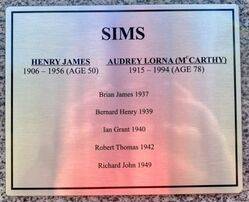 SIMS
HENRY JAMES AUDREY LORNA (McCARTHY)
1906 – 1956 (AGE 50) 1915 – 1994 (AGE 78)
Brian James 1937
Bernard Henry 1939
Ian Grant 1940
Robert Thomas 1942
Richard John 1949